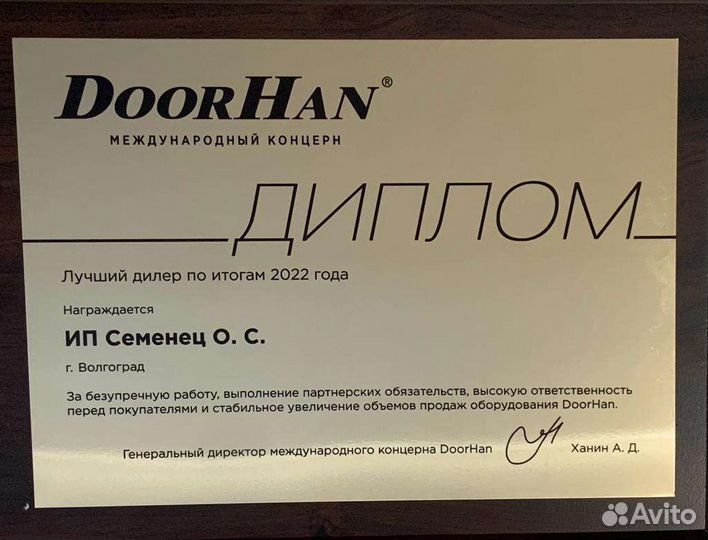 DOORHAN®
МЕЖДУНАРОДНЫЙ КОНЦЕРН
ДИПЛОМ
Лучший дилер по итогам 2022 года
Награждается
ИП Семенец О. С.
г. Волгоград
За безупречную работу, выполнение партнерских обязательств, высокую ответственность
перед покупателями и стабильное увеличение объемов продаж оборудования DoorHan.
Генеральный директор международного концерна DoorHan Ханин А. Д.
Avito